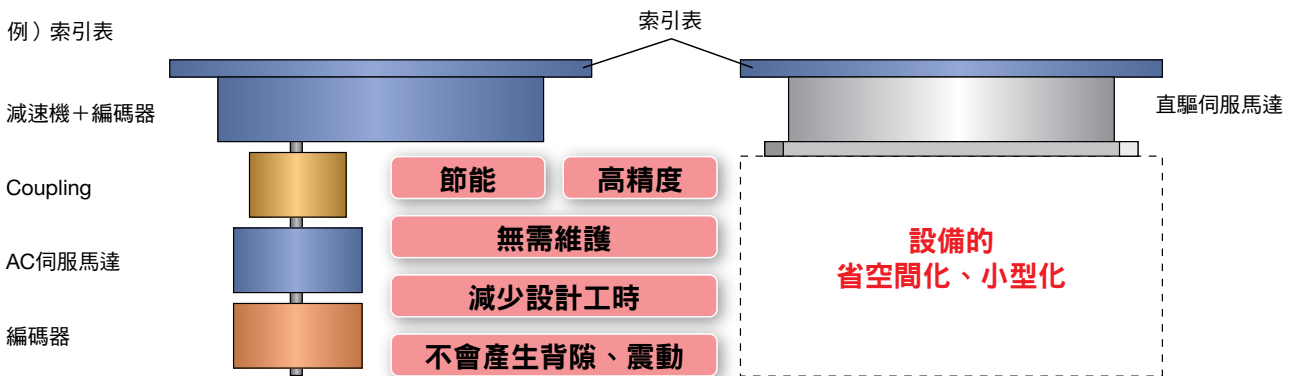 例）索引表
索引表
減速機＋編碼器
直驅伺服馬達
Coupling
節能
高精度
無需維護
設備的
省空間化、小型化
AC伺服馬達
減少設計工時
編碼器
不會產生背隙、震動